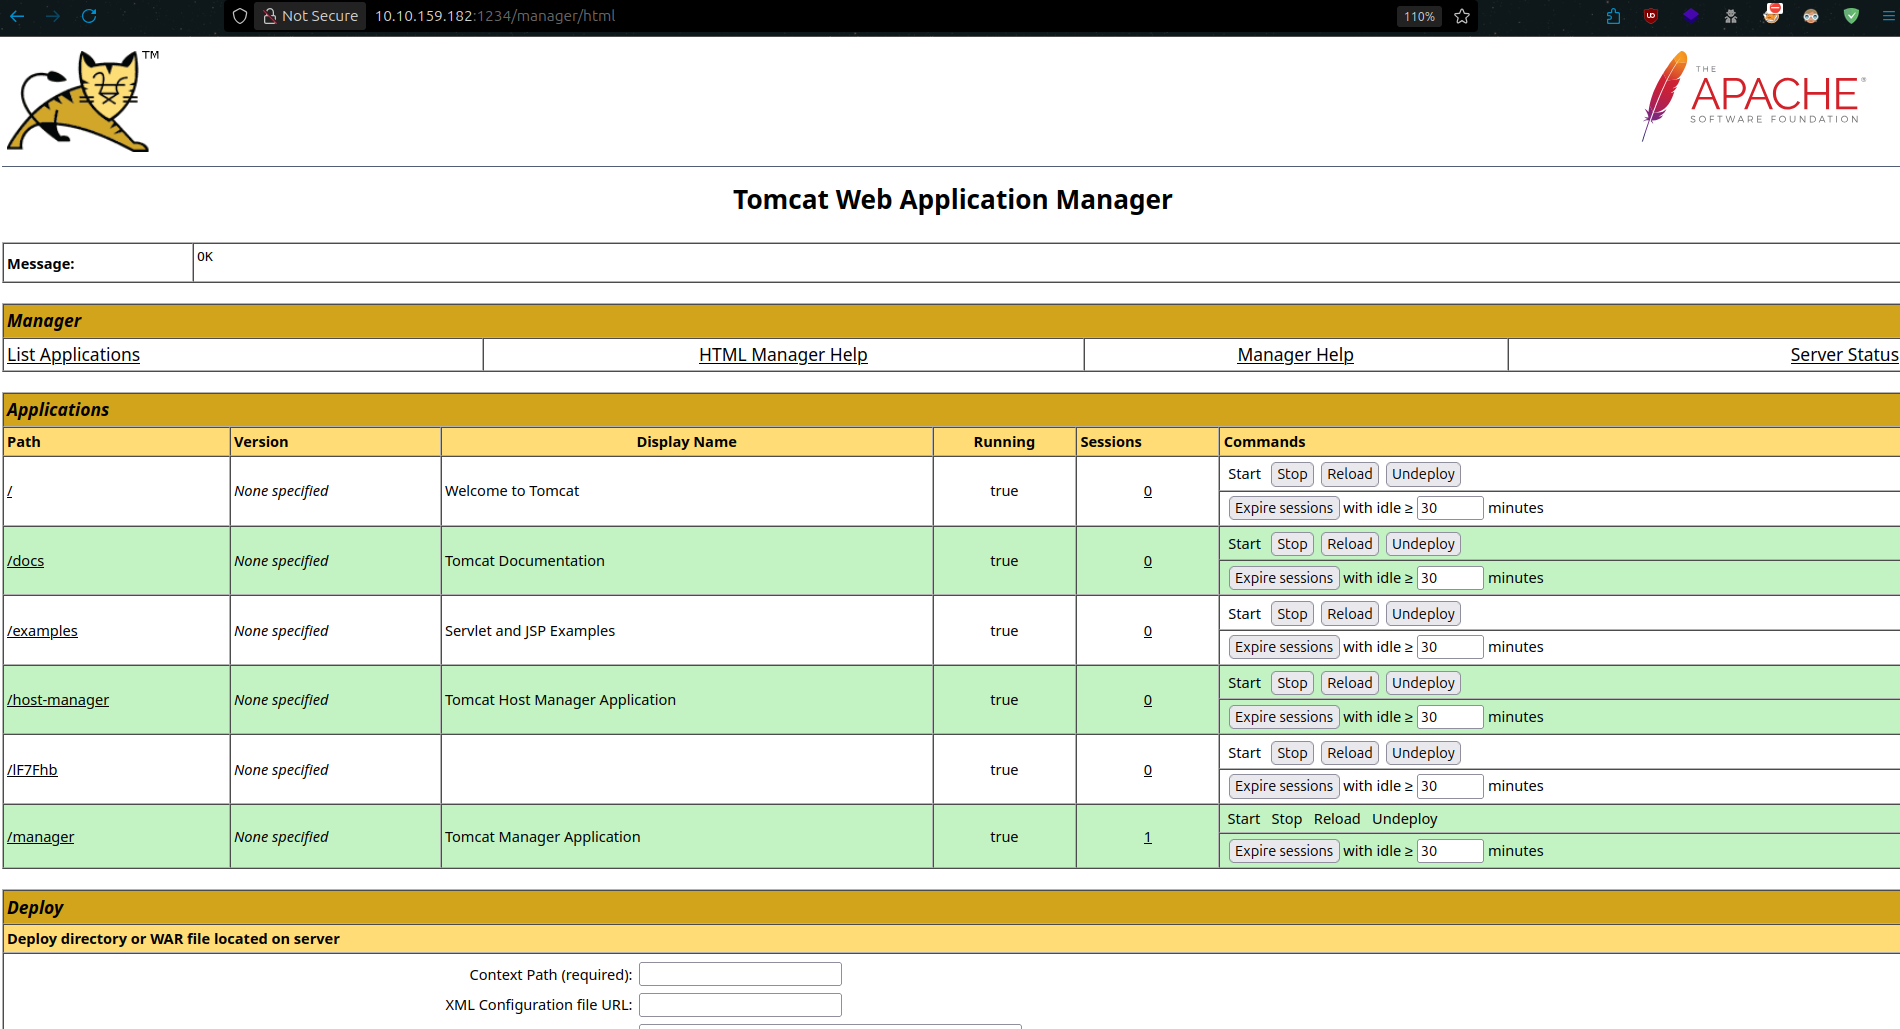 Not Secure 10.10.159.182:1234/manager/html 110%
TM
THE
APACHE®
SOFTWARE FOUNDATION
Tomcat Web Application Manager
Message: OK
Manager
List Applications HTML Manager Help Manager Help Server Status
Applications
Path Version Display Name Running Sessions Commands
/ None specified Welcome to Tomcat true 0 Start Stop Reload Undeploy
Expire sessions with idle ≥ 30 minutes
/docs None specified Tomcat Documentation true 0 Start Stop Reload Undeploy
Expire sessions with idle ≥ 30 minutes
/examples None specified Servlet and JSP Examples true 0 Start Stop Reload Undeploy
Expire sessions with idle ≥ 30 minutes
/host-manager None specified Tomcat Host Manager Application true 0 Start Stop Reload Undeploy
Expire sessions with idle ≥ 30 minutes
/lF7Fhb None specified true 0 Start Stop Reload Undeploy
Expire sessions with idle ≥ 30 minutes
/manager None specified Tomcat Manager Application true 1 Start Stop Reload Undeploy
Expire sessions with idle ≥ 30 minutes
Deploy
Deploy directory or WAR file located on server
Context Path (required):
XML Configuration file URL: